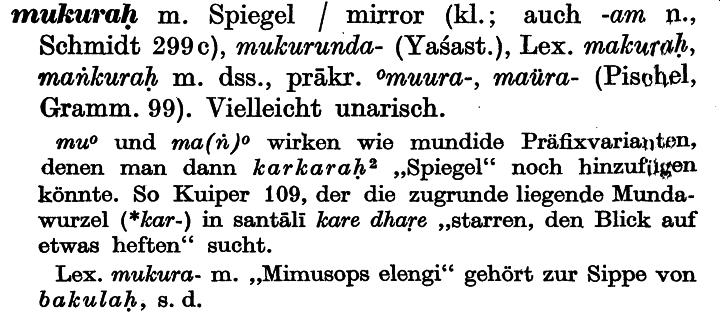 mukuraḥ m. Spiegel / mirror (kl.; auch -am n.,
Schmidt 299c), mukurunda- (Yaśast.), Lex. makuraḥ,
maṅkuraḥ m. dss., prākr. °muura-, maüra- (Pischel,
Gramm. 99). Vielleicht unarisch.
mu° und ma(ṅ)° wirken wie mundide Präfixvarianten,
denen man dann karkaraḥ² „Spiegel“ noch hinzufügen
könnte. So Kuiper 109, der die zugrunde liegende Munda-
wurzel (*kar-) in santālī kare dhaṛe „starren, den Blick auf
etwas heften“ sucht.
Lex. mukura- m. „Mimusops elengi“ gehört zur Sippe von
bakulaḥ, s. d.